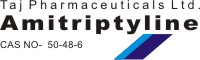 Taj Pharmaceuticals Ltd.
Amitriptyline
CAS NO- 50-48-6